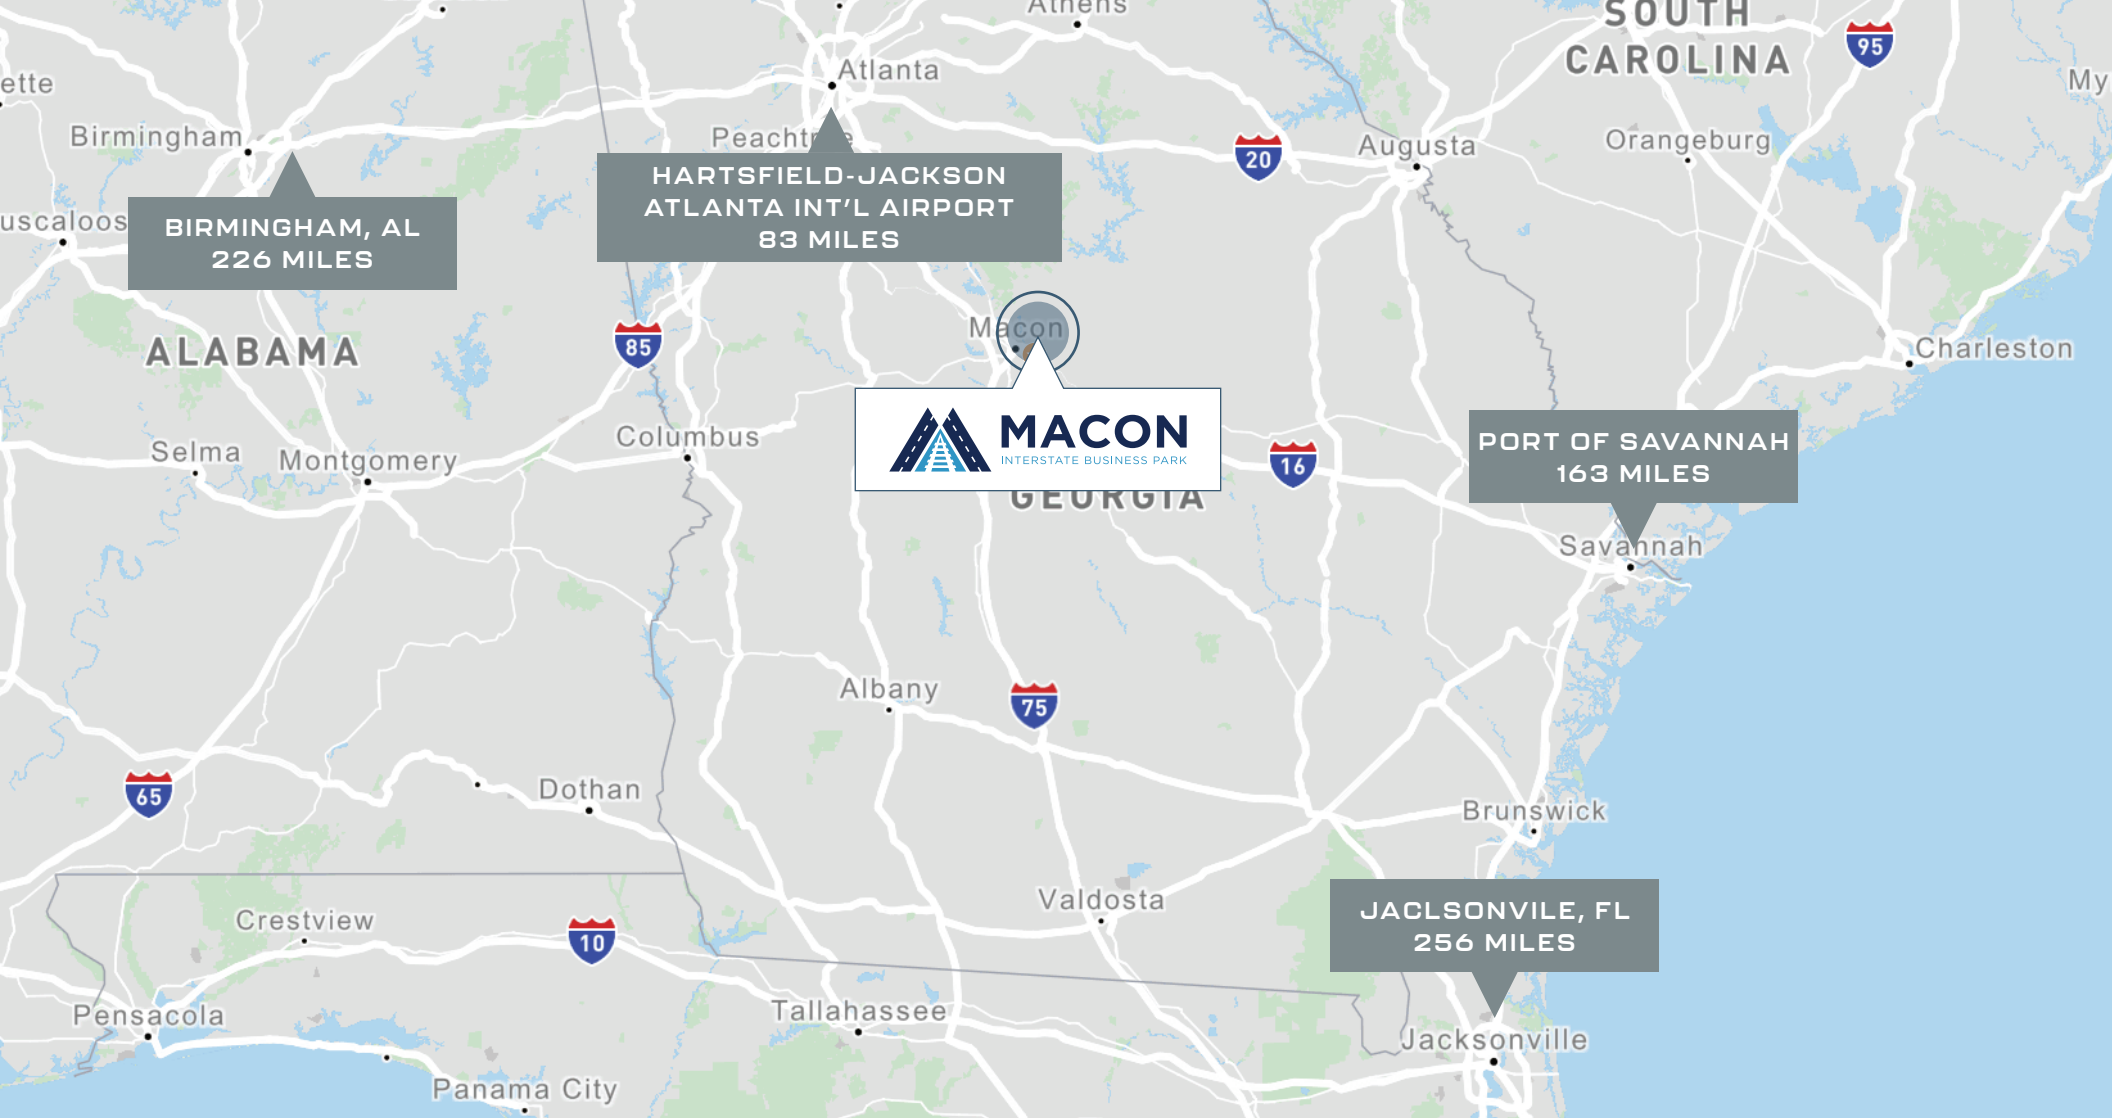 Athens
SOUTH
CAROLINA
95
My
ette
Atlanta
Birmingham
Peachtree
20
Augusta
Orangeburg
HARTSFIELD-JACKSON
ATLANTA INT'L AIRPORT
83 MILES
uscaloos
BIRMINGHAM, AL
226 MILES
Macon
ALABAMA
85
Charleston
MACON
INTERSTATE BUSINESS PARK
Columbus
Selma
Montgomery
16
PORT OF SAVANNAH
163 MILES
GEORGIA
Savannah
Albany
75
65
Dothan
Brunswick
Valdosta
JACLSONVILE, FL
256 MILES
Crestview
10
Pensacola
Tallahassee
Jacksonville
Panama City